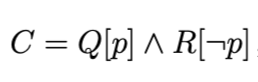 C = Q[p] ∧ R[¬p]